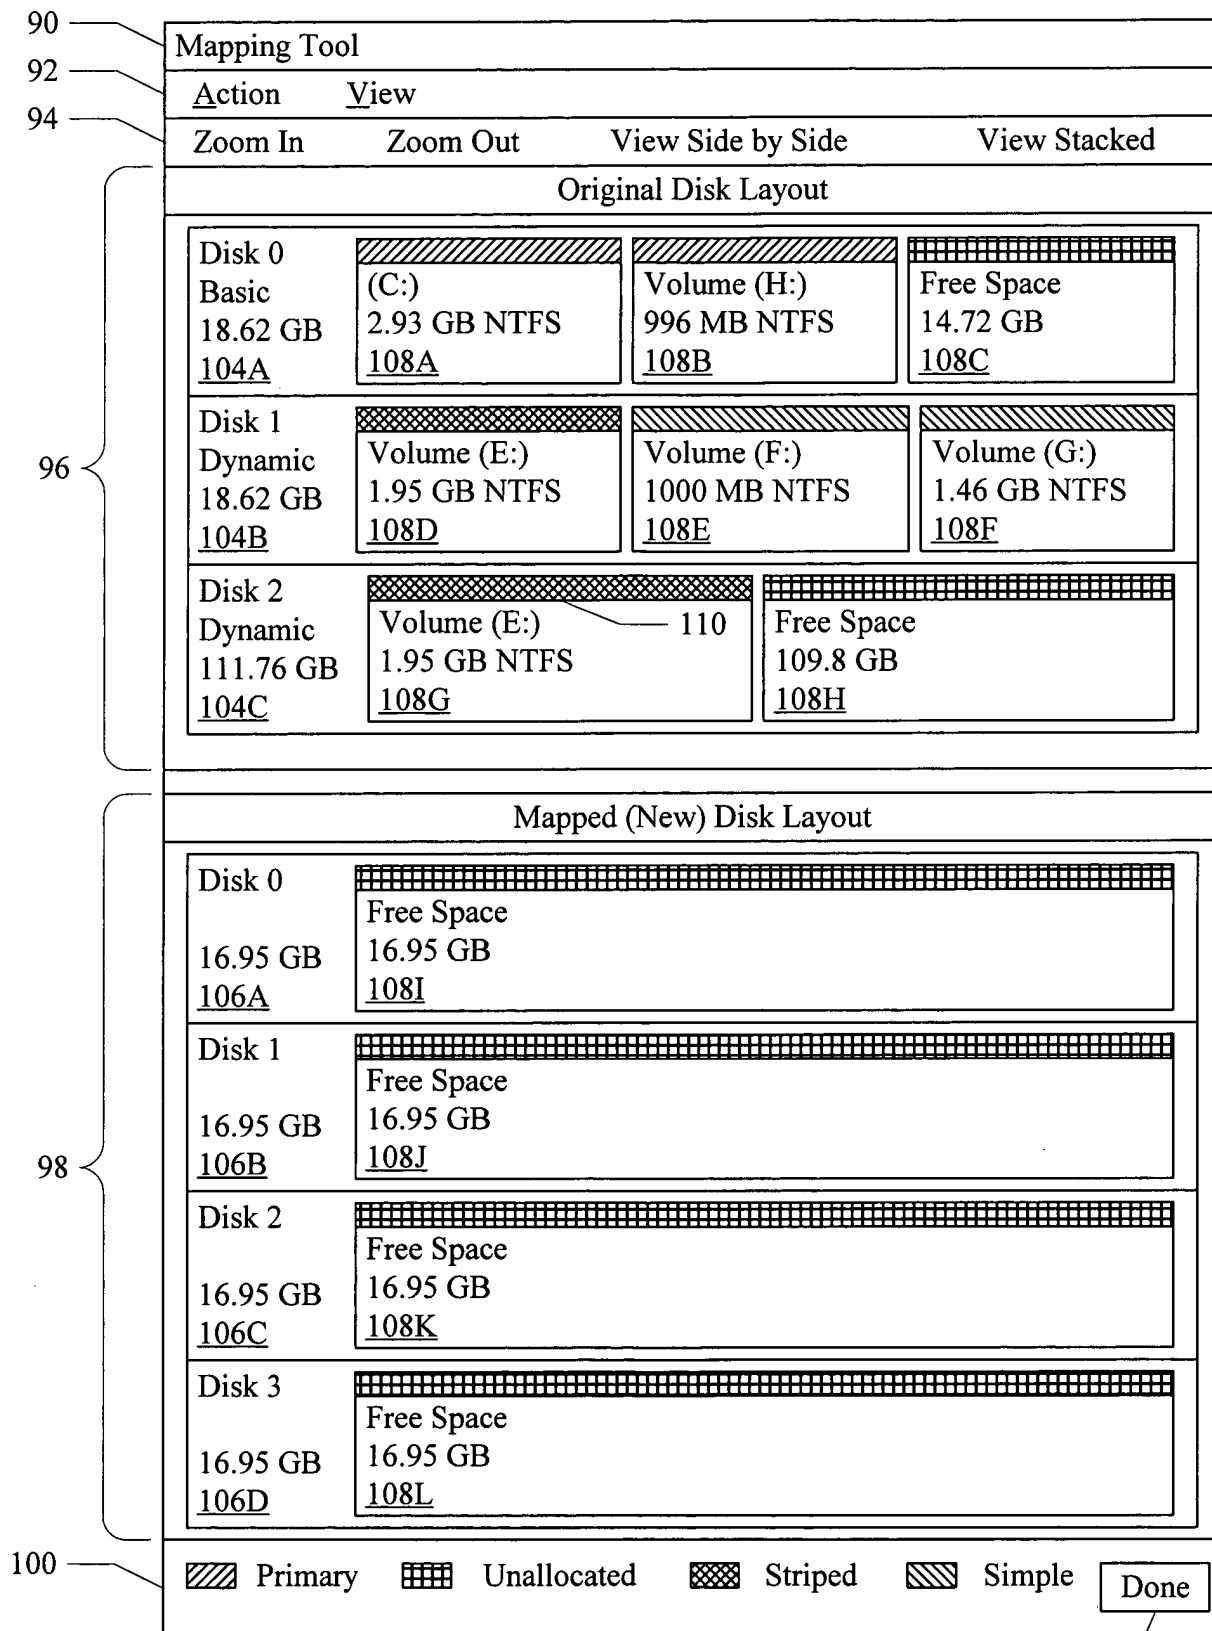 90
Mapping Tool
92
Action View
94
Zoom In Zoom Out View Side by Side View Stacked
96
Original Disk Layout
Disk 0
Basic
18.62 GB
104A
(C:)
2.93 GB NTFS
108A
Volume (H:)
996 MB NTFS
108B
Free Space
14.72 GB
108C
Disk 1
Dynamic
18.62 GB
104B
Volume (E:)
1.95 GB NTFS
108D
Volume (F:)
1000 MB NTFS
108E
Volume (G:)
1.46 GB NTFS
108F
Disk 2
Dynamic
111.76 GB
104C
Volume (E:)
1.95 GB NTFS
108G
110
Free Space
109.8 GB
108H
98
Mapped (New) Disk Layout
Disk 0
16.95 GB
106A
Free Space
16.95 GB
108I
Disk 1
16.95 GB
106B
Free Space
16.95 GB
108J
Disk 2
16.95 GB
106C
Free Space
16.95 GB
108K
Disk 3
16.95 GB
106D
Free Space
16.95 GB
108L
100
Primary Unallocated Striped Simple
Done